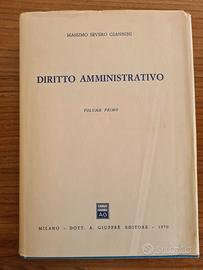 MASSIMO SEVERO GIANNINI
DIRITTO AMMINISTRATIVO
VOLUME PRIMO
MILANO - DOTT. A. GIUFFRÈ EDITORE - 1970